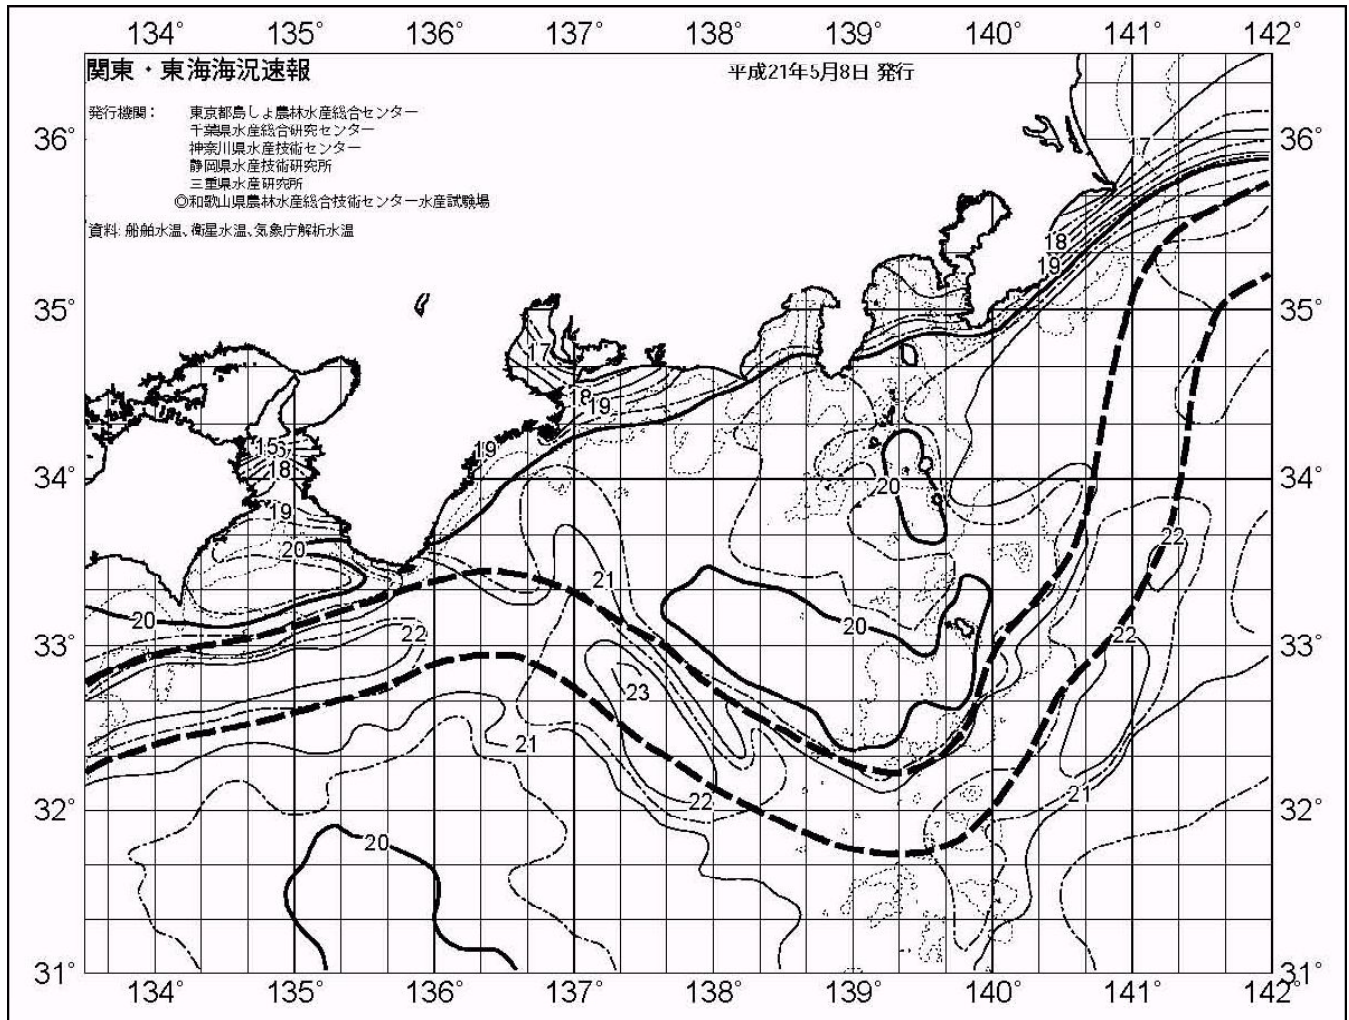 134° 135° 136° 137° 138° 139° 140° 141° 142°
関東・東海海況速報
平成21年5月8日 発行
発行機関： 東京都島しょ農林水産総合センター
千葉県水産総合研究センター
神奈川県水産技術センター
静岡県水産技術研究所
三重県水産研究所
◎和歌山県農林水産総合技術センター水産試験場
資料: 船舶水温、衛星水温、気象庁解析水温
36° 36°
17
18
19
35° 35°
17
18
19
19
15
18
34° 34°
20
19
20
22
21
20
20
22
22
33° 33°
23
21
22
21
32° 32°
20
31° 31°
134° 135° 136° 137° 138° 139° 140° 141° 142°